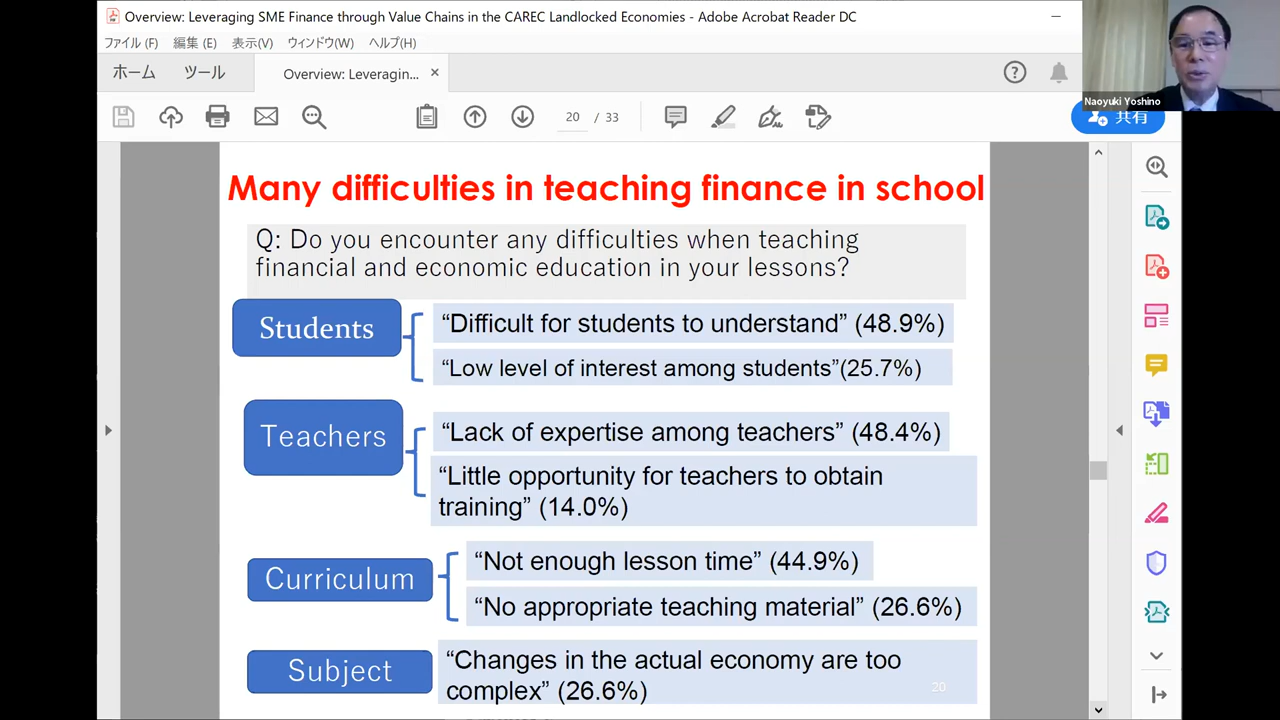 Overview: Leveraging SME Finance through Value Chains in the CAREC Landlocked Economies - Adobe Acrobat Reader DC
ファイル (F) 編集 (E) 表示(V) ウィンドウ(W) ヘルプ(H)
ホーム ツール Overview: Leveragin... ×
20 / 33
Naoyuki Yoshino
共有
Many difficulties in teaching finance in school
Q: Do you encounter any difficulties when teaching
financial and economic education in your lessons?
Students
“Difficult for students to understand” (48.9%)
“Low level of interest among students”(25.7%)
Teachers
“Lack of expertise among teachers” (48.4%)
“Little opportunity for teachers to obtain
training” (14.0%)
Curriculum
“Not enough lesson time” (44.9%)
“No appropriate teaching material” (26.6%)
Subject
“Changes in the actual economy are too
complex” (26.6%)
20